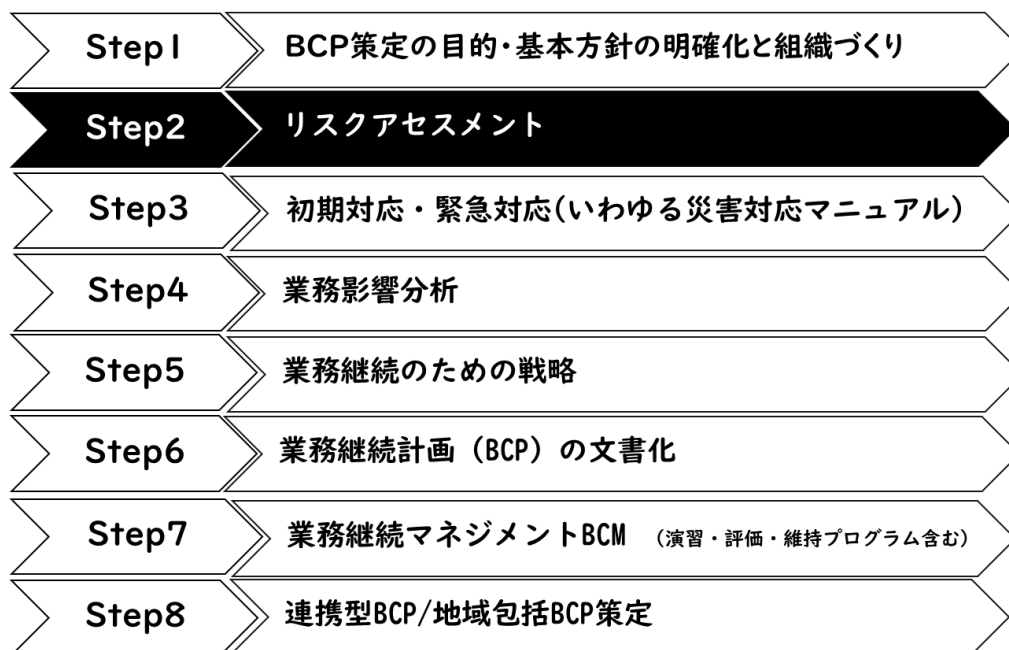 Step1 BCP策定の目的・基本方針の明確化と組織づくり
Step2 リスクアセスメント
Step3 初期対応・緊急対応(いわゆる災害対応マニュアル)
Step4 業務影響分析
Step5 業務継続のための戦略
Step6 業務継続計画（BCP）の文書化
Step7 業務継続マネジメントBCM （演習・評価・維持プログラム含む）
Step8 連携型BCP/地域包括BCP策定